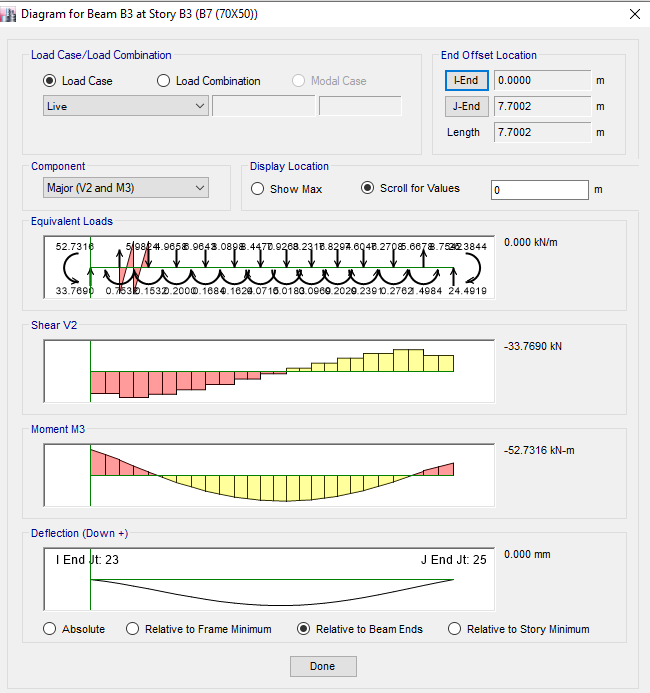 Diagram for Beam B3 at Story B3 (B7 (70X50))
Load Case/Load Combination
Load Case
Load Combination
Modal Case
Live
End Offset Location
I-End 0.0000 m
J-End 7.7002 m
Length 7.7002 m
Component
Major (V2 and M3)
Display Location
Show Max
Scroll for Values
0 m
Equivalent Loads
52.7316
33.7690
24.4919
0.000 kN/m
Shear V2
-33.7690 kN
Moment M3
-52.7316 kN-m
Deflection (Down +)
I End Jt: 23 J End Jt: 25
0.000 mm
Absolute
Relative to Frame Minimum
Relative to Beam Ends
Relative to Story Minimum
Done